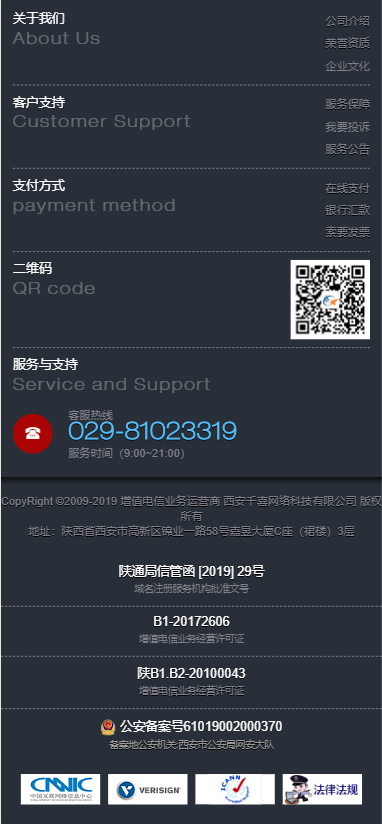 关于我们
About Us
公司介绍
荣誉资质
企业文化
客户支持
Customer Support
服务保障
我要投诉
服务公告
支付方式
payment method
在线支付
银行汇款
索要发票
二维码
QR code
服务与支持
Service and Support
客服热线
029-81023319
服务时间（9:00~21:00）
CopyRight ©2009-2019 增值电信业务运营商 西安千喜网络科技有限公司 版权
所有
地址：陕西省西安市高新区锦业一路58号嘉昱大厦C座（裙楼）3层
陕通局信管函 [2019] 29号
域名注册服务机构批准文号
B1-20172606
增值电信业务经营许可证
陕B1.B2-20100043
增值电信业务经营许可证
公安备案号61019002000370
备案地公安机关:西安市公安局网安大队
CNNIC
中国互联网络信息中心
VERISIGN
ICANN
法律法规